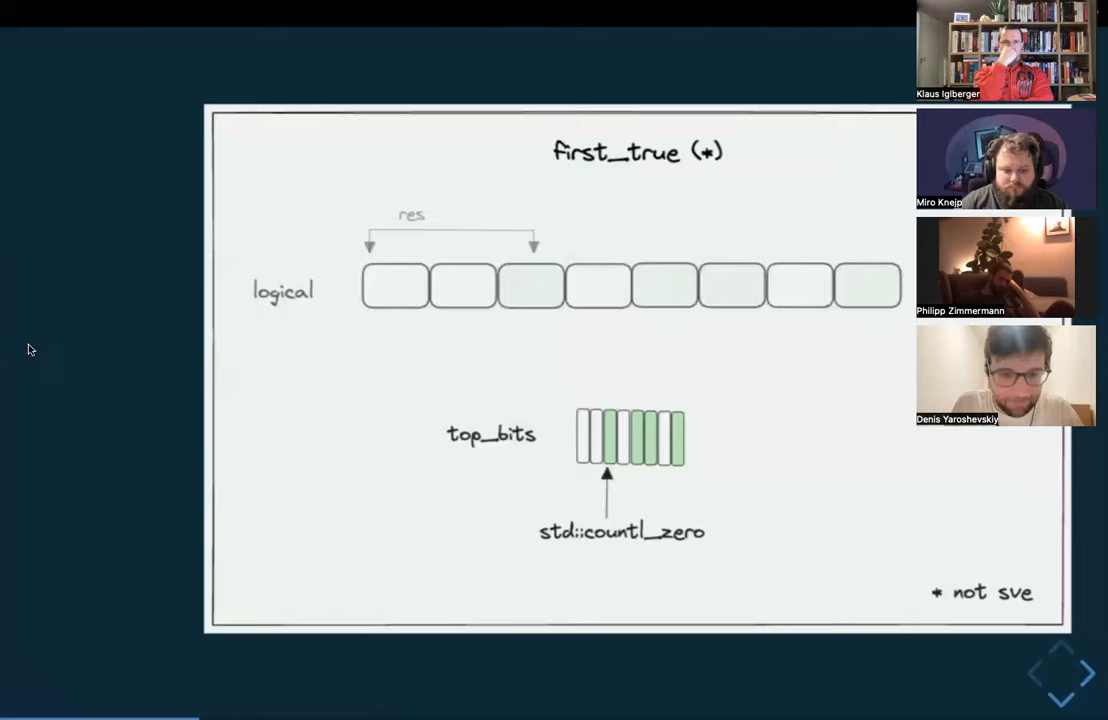 first_true (*)
res
logical
top_bits
std::countl_zero
* not sve
Klaus Iglberger
Miro Knejp
Philipp Zimmermann
Denis Yaroshevskiy